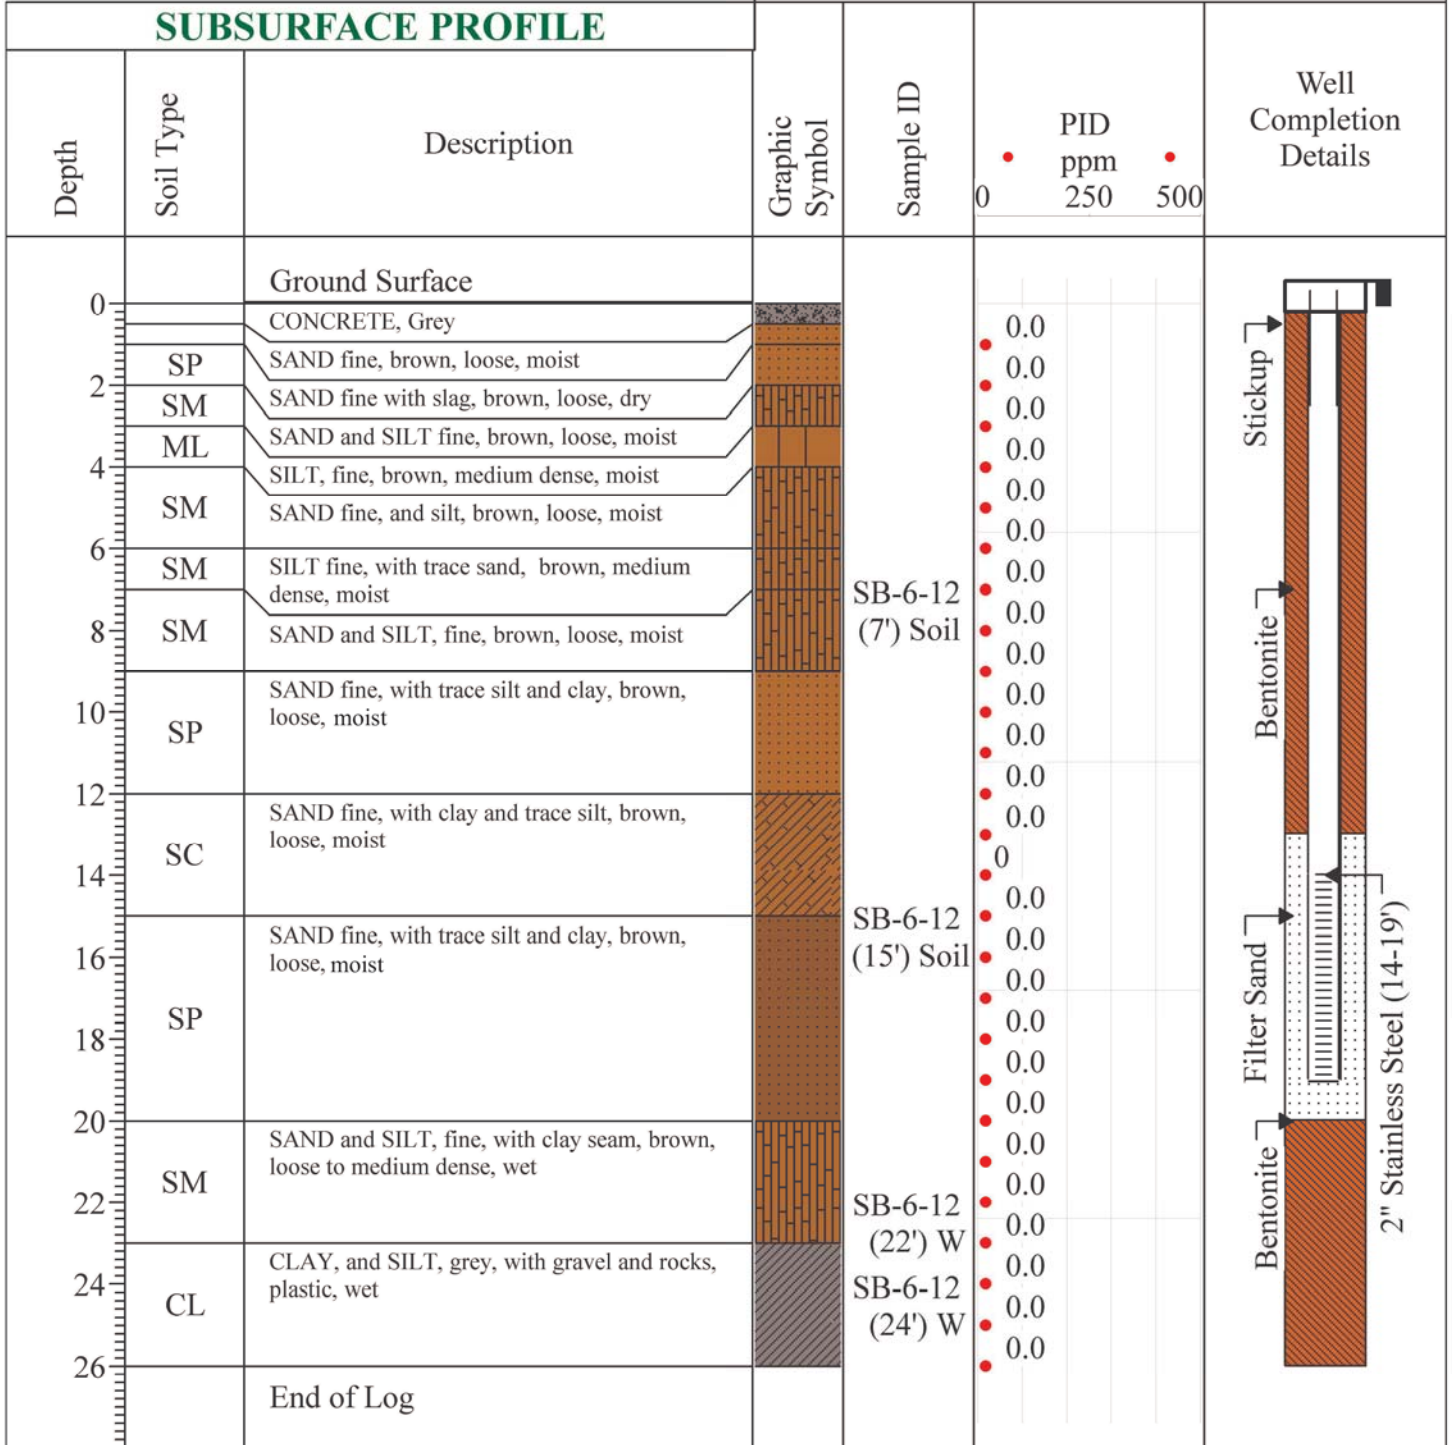 SUBSURFACE PROFILE
Depth
Soil Type
Description
Graphic
Symbol
Sample ID
PID
ppm
0 250 500
Well
Completion
Details
Ground Surface
0
CONCRETE, Grey
SP
SAND fine, brown, loose, moist
2
SM
SAND fine with slag, brown, loose, dry
ML
SAND and SILT fine, brown, loose, moist
4
SILT, fine, brown, medium dense, moist
SM
SAND fine, and silt, brown, loose, moist
6
SM
SILT fine, with trace sand, brown, medium
dense, moist
8
SM
SAND and SILT, fine, brown, loose, moist
SAND fine, with trace silt and clay, brown,
loose, moist
10
SP
12
SAND fine, with clay and trace silt, brown,
loose, moist
SC
14
SAND fine, with trace silt and clay, brown,
loose, moist
16
SP
18
20
SAND and SILT, fine, with clay seam, brown,
loose to medium dense, wet
SM
22
CLAY, and SILT, grey, with gravel and rocks,
plastic, wet
24
CL
26
End of Log
SB-6-12
(7') Soil
SB-6-12
(15') Soil
SB-6-12
(22') W
SB-6-12
(24') W
0.0
0.0
0.0
0.0
0.0
0.0
0.0
0.0
0.0
0.0
0.0
0.0
0.0
0
0.0
0.0
0.0
0.0
0.0
0.0
0.0
0.0
0.0
0.0
0.0
0.0
Stickup
Bentonite
Filter Sand
2" Stainless Steel (14-19')
Bentonite